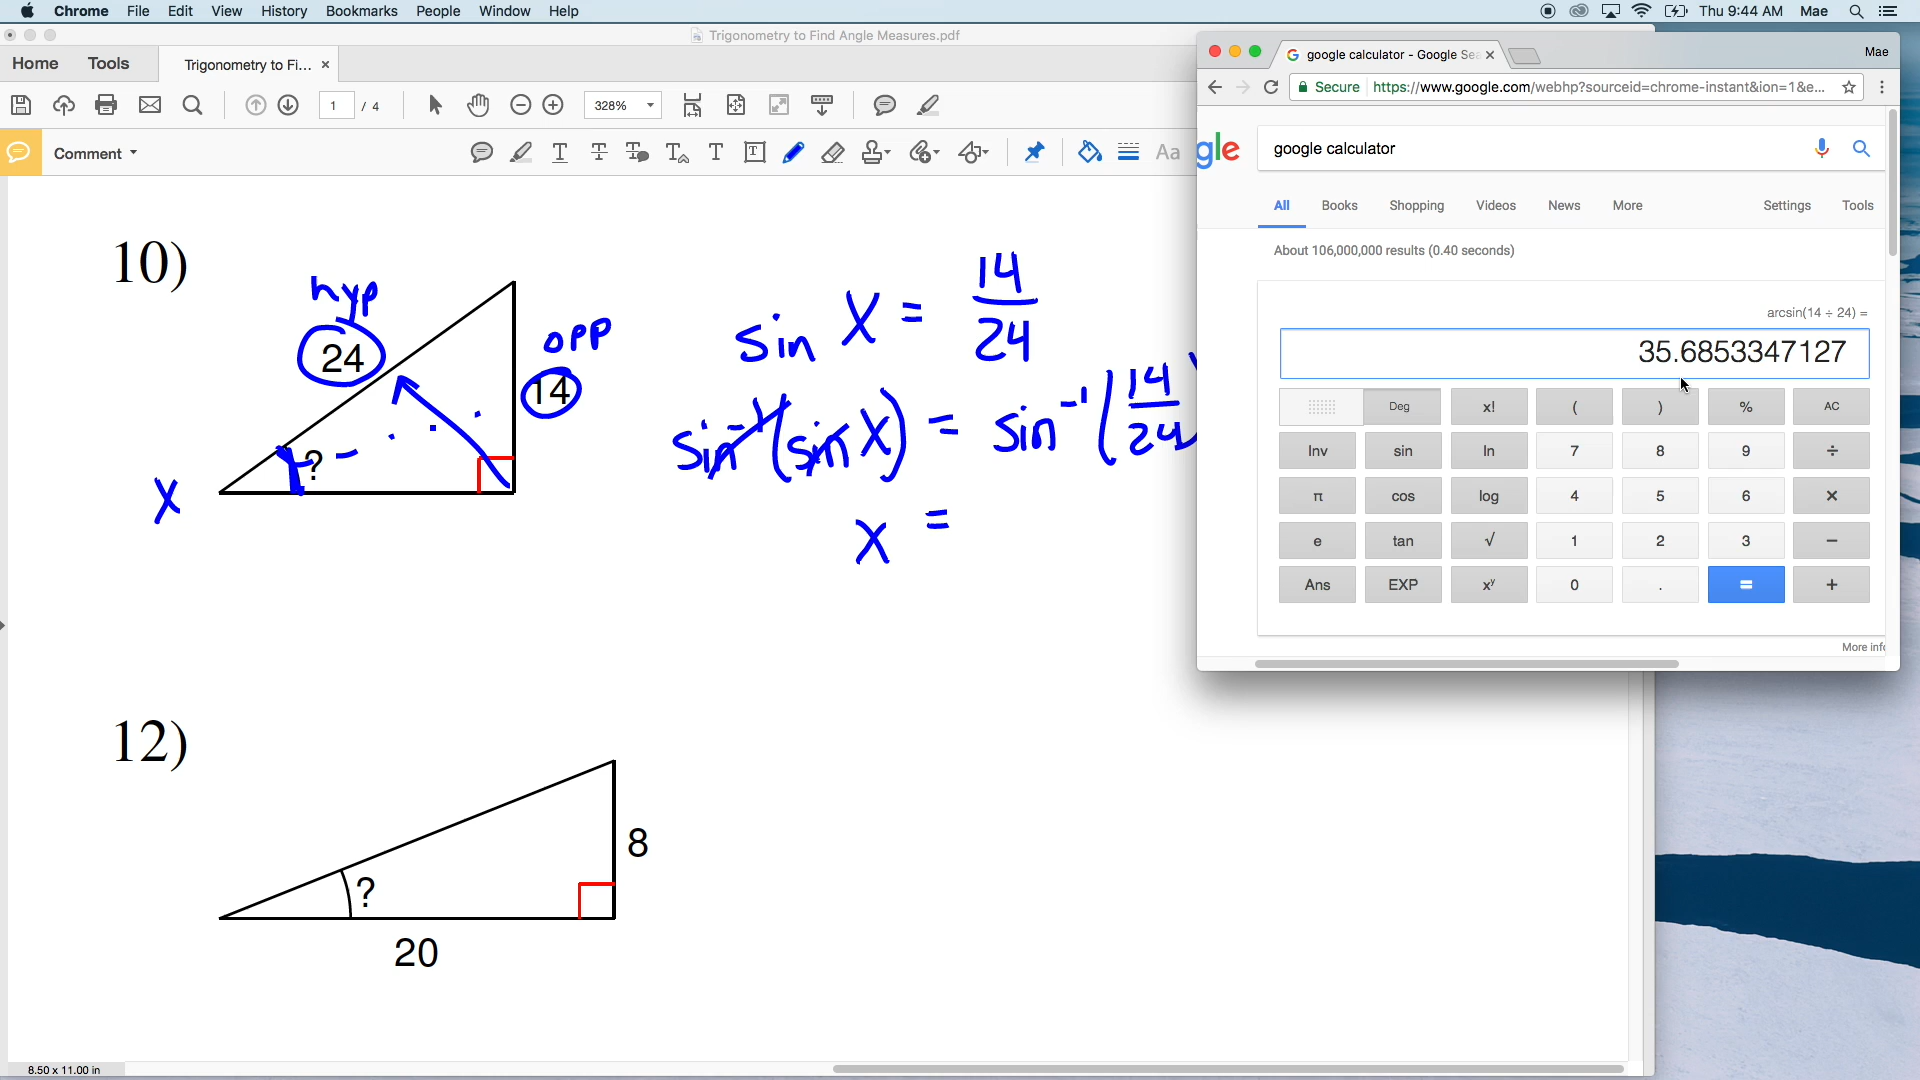 Chrome File Edit View History Bookmarks People Window Help Thu 9:44 AM Mae
Trigonometry to Find Angle Measures.pdf
Home Tools Trigonometry to Fi... ×
1 / 4 328%
Comment
T T T T T Aa
10)
hyp
24
opp
14
?
x
sin x = 14/24
sin⁻¹(sin x) = sin⁻¹(14/24)
x =
12)
8
?
20
8.50 x 11.00 in
google calculator - Google Sea × Mae
Secure https://www.google.com/webhp?sourceid=chrome-instant&ion=1&e...
gle google calculator
All Books Shopping Videos News More Settings Tools
About 106,000,000 results (0.40 seconds)
arcsin(14 ÷ 24) =
35.6853347127
Deg x! ( ) % AC
Inv sin ln 7 8 9 ÷
π cos log 4 5 6 ×
e tan √ 1 2 3 −
Ans EXP xʸ 0 . = +
More info